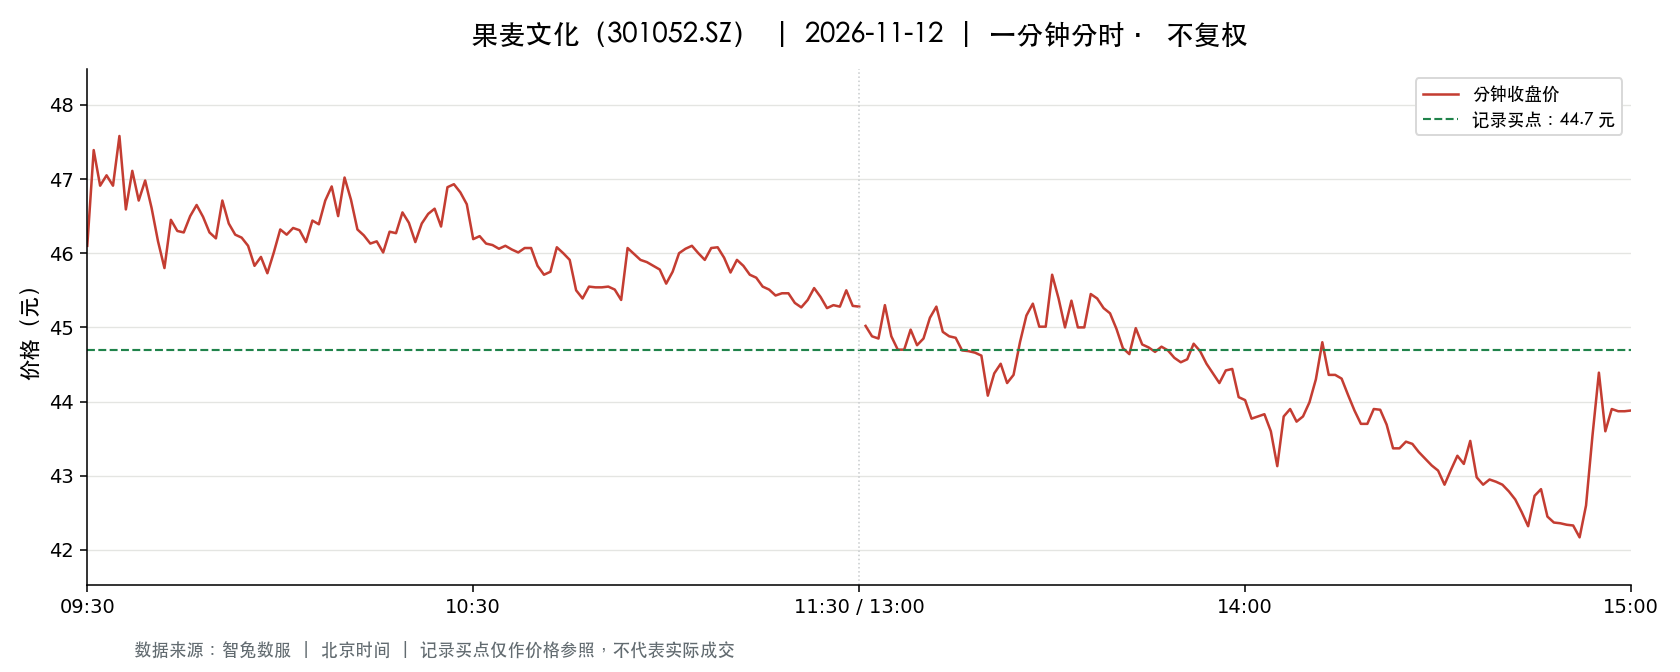 果麦文化（301052.SZ） | 2026-11-12 | 一分钟分时 · 不复权
分钟收盘价
记录买点：44.7 元
价格（元）
48
47
46
45
44
43
42
09:30
10:30
11:30 / 13:00
14:00
15:00
数据来源：智兔数服 | 北京时间 | 记录买点仅作价格参照，不代表实际成交